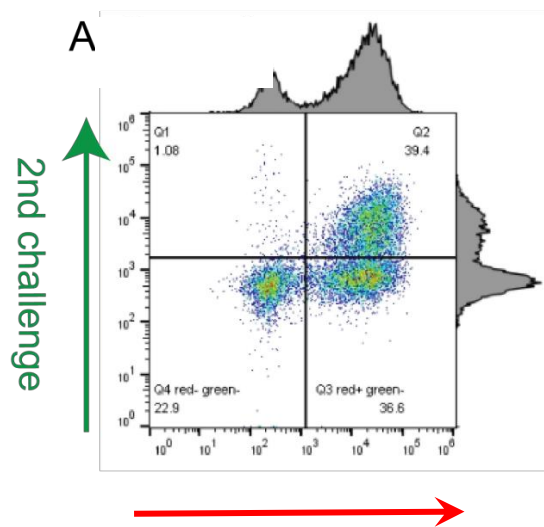 A
Q1
1.08
Q2
39.4
2nd challenge
10^6
10^5
10^4
10^3
10^2
10^1
10^0
Q4 red- green-
22.9
Q3 red+ green-
36.6
10^0 10^1 10^2 10^3 10^4 10^5 10^6